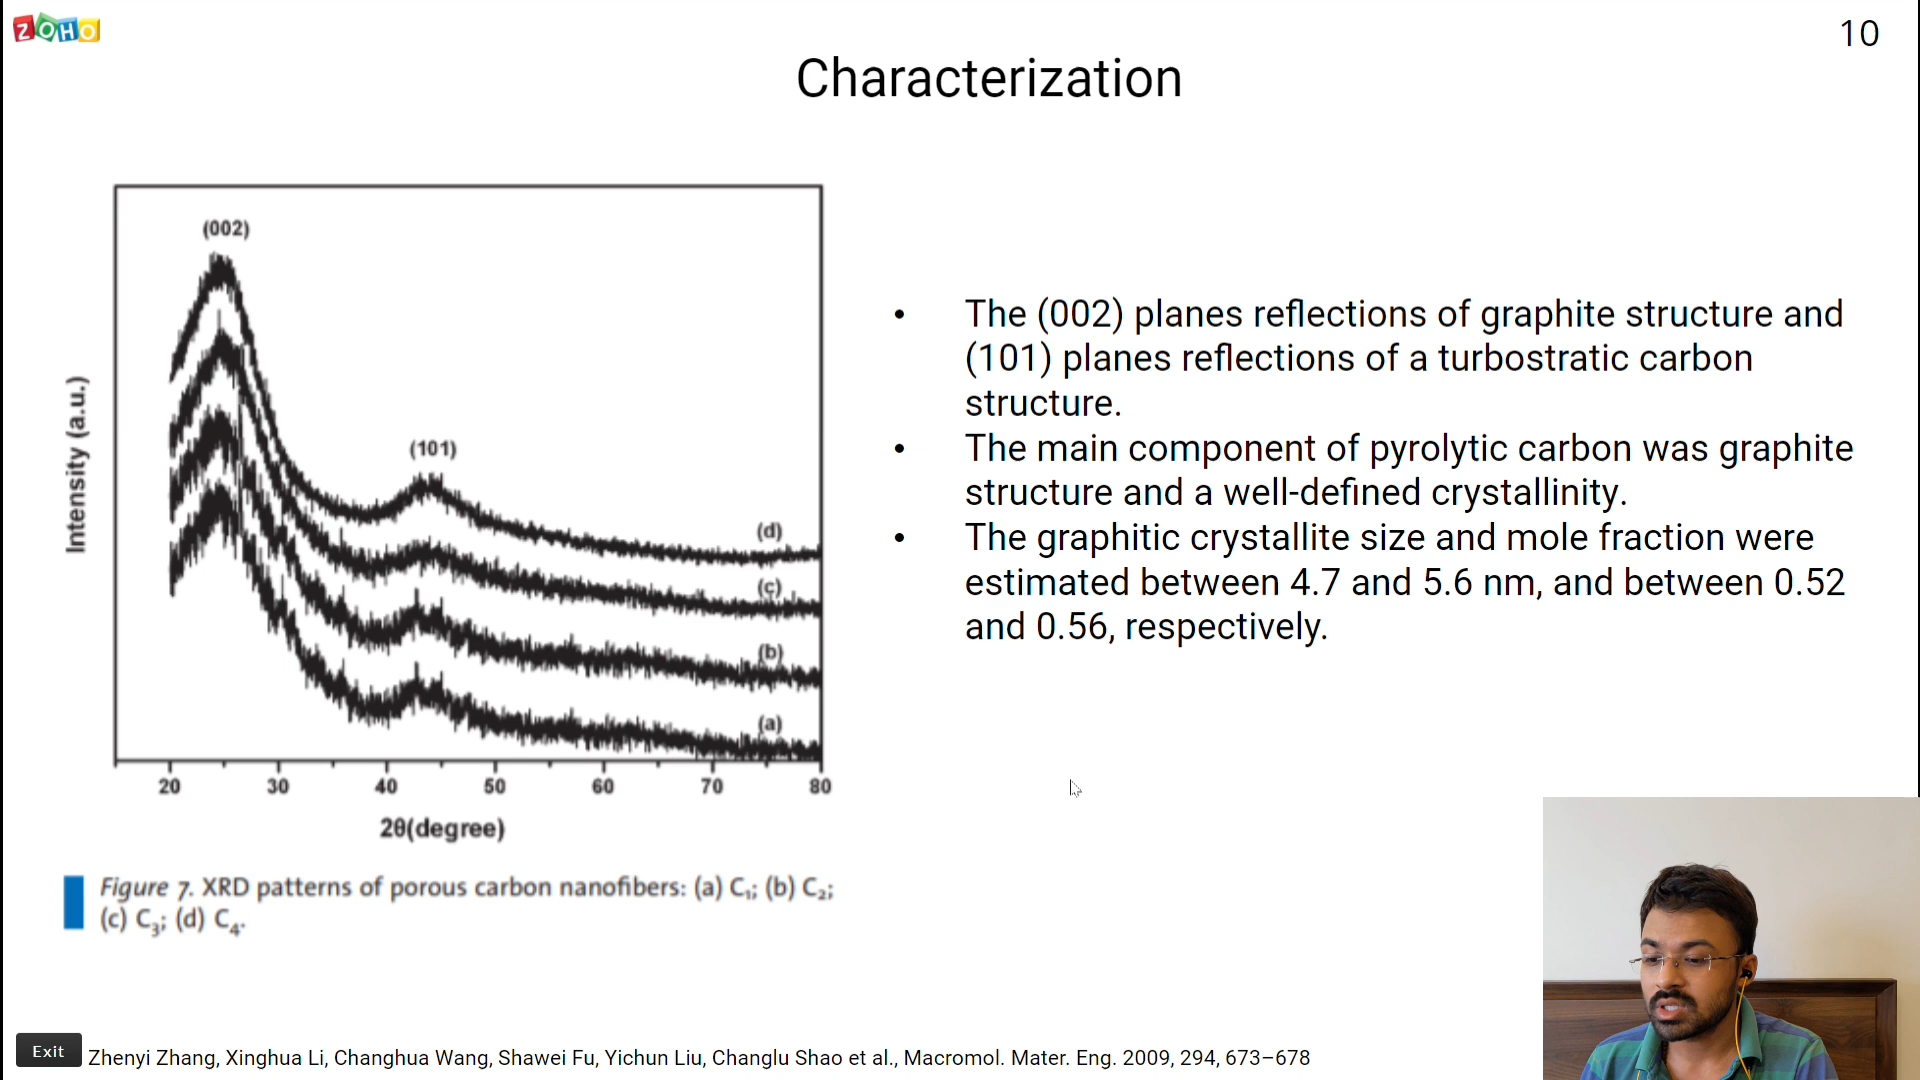 ZOHO
10
Characterization
(002)
(101)
(d)
(c)
(b)
(a)
Intensity (a.u.)
20 30 40 50 60 70 80
2θ(degree)
Figure 7. XRD patterns of porous carbon nanofibers: (a) C₁; (b) C₂;
(c) C₃; (d) C₄.
• The (002) planes reflections of graphite structure and
(101) planes reflections of a turbostratic carbon
structure.
• The main component of pyrolytic carbon was graphite
structure and a well-defined crystallinity.
• The graphitic crystallite size and mole fraction were
estimated between 4.7 and 5.6 nm, and between 0.52
and 0.56, respectively.
Exit
Zhenyi Zhang, Xinghua Li, Changhua Wang, Shawei Fu, Yichun Liu, Changlu Shao et al., Macromol. Mater. Eng. 2009, 294, 673–678